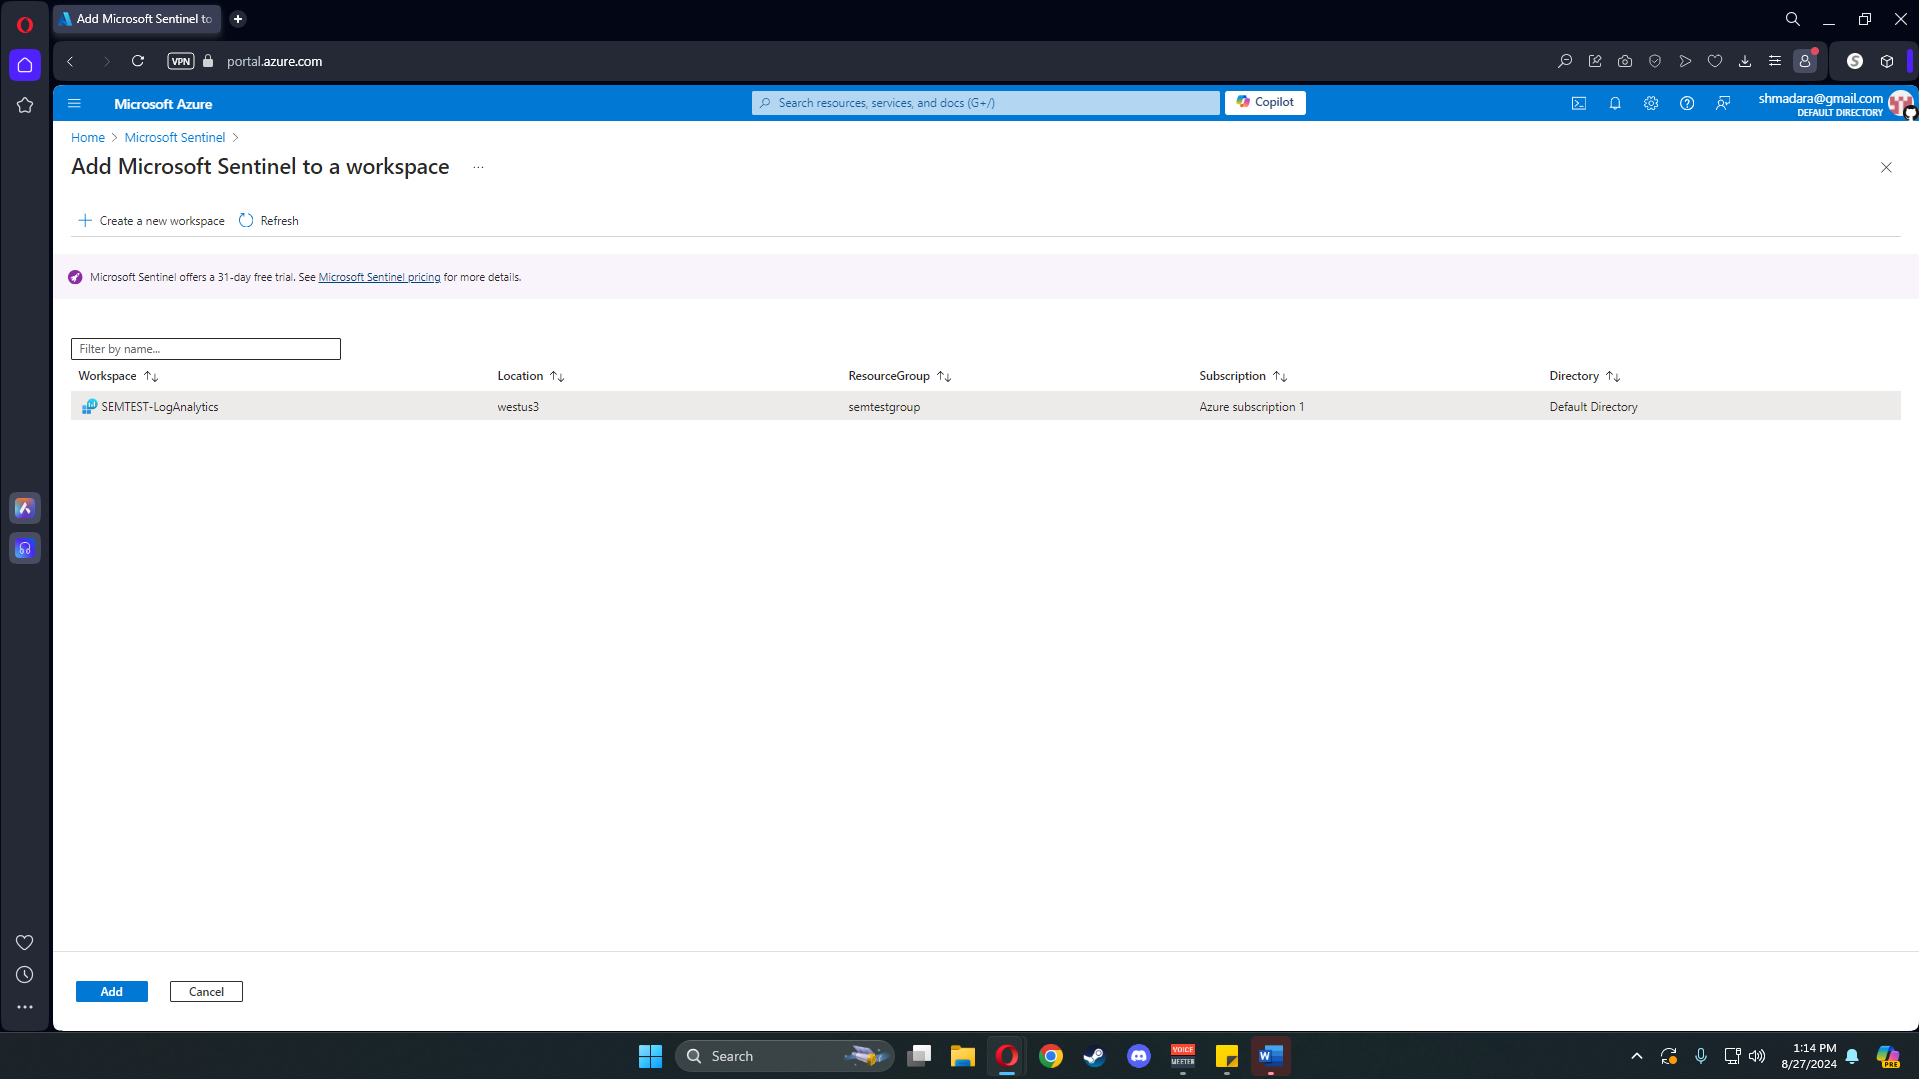 Add Microsoft Sentinel to
VPN portal.azure.com
Microsoft Azure
Search resources, services, and docs (G+/)
Copilot
shmadara@gmail.com
DEFAULT DIRECTORY
Home > Microsoft Sentinel >
Add Microsoft Sentinel to a workspace ...
Create a new workspace Refresh
Microsoft Sentinel offers a 31-day free trial. See Microsoft Sentinel pricing for more details.
Filter by name...
Workspace Location ResourceGroup Subscription Directory
SEMTEST-LogAnalytics westus3 semtestgroup Azure subscription 1 Default Directory
Add Cancel
Search
VOICE
MEETER
W
1:14 PM
8/27/2024
PRE